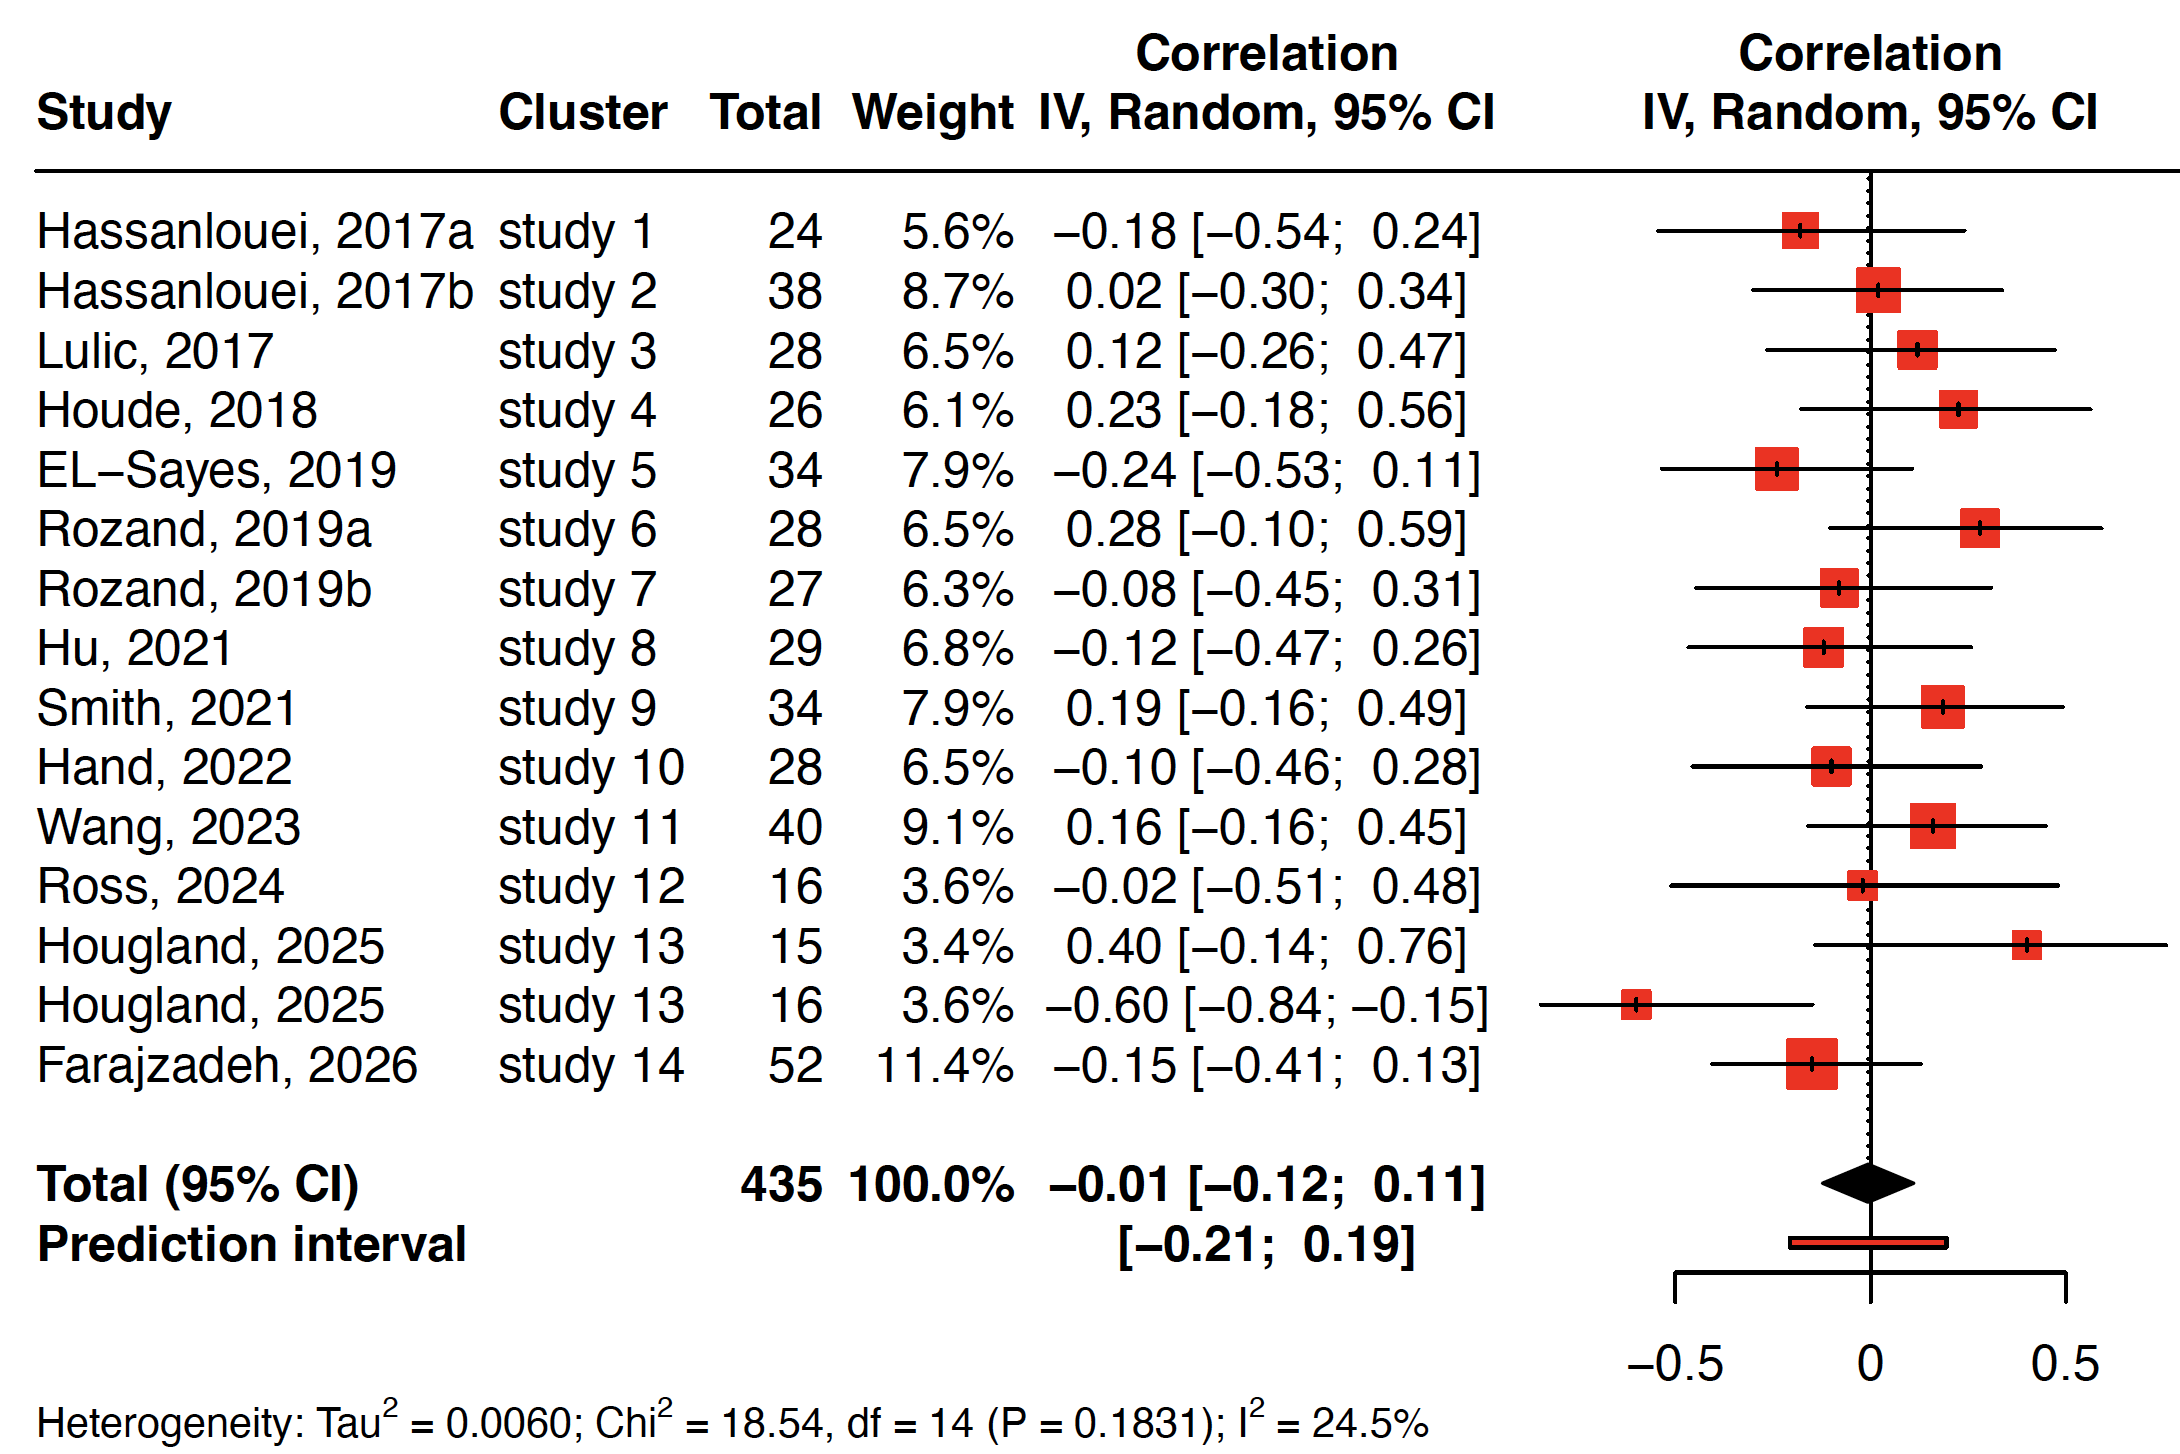 Correlation Correlation
Study Cluster Total Weight IV, Random, 95% CI IV, Random, 95% CI
Hassanlouei, 2017a study 1 24 5.6% −0.18 [−0.54; 0.24]
Hassanlouei, 2017b study 2 38 8.7% 0.02 [−0.30; 0.34]
Lulic, 2017 study 3 28 6.5% 0.12 [−0.26; 0.47]
Houde, 2018 study 4 26 6.1% 0.23 [−0.18; 0.56]
EL−Sayes, 2019 study 5 34 7.9% −0.24 [−0.53; 0.11]
Rozand, 2019a study 6 28 6.5% 0.28 [−0.10; 0.59]
Rozand, 2019b study 7 27 6.3% −0.08 [−0.45; 0.31]
Hu, 2021 study 8 29 6.8% −0.12 [−0.47; 0.26]
Smith, 2021 study 9 34 7.9% 0.19 [−0.16; 0.49]
Hand, 2022 study 10 28 6.5% −0.10 [−0.46; 0.28]
Wang, 2023 study 11 40 9.1% 0.16 [−0.16; 0.45]
Ross, 2024 study 12 16 3.6% −0.02 [−0.51; 0.48]
Hougland, 2025 study 13 15 3.4% 0.40 [−0.14; 0.76]
Hougland, 2025 study 13 16 3.6% −0.60 [−0.84; −0.15]
Farajzadeh, 2026 study 14 52 11.4% −0.15 [−0.41; 0.13]
Total (95% CI) 435 100.0% −0.01 [−0.12; 0.11]
Prediction interval [−0.21; 0.19]
−0.5 0 0.5
Heterogeneity: Tau² = 0.0060; Chi² = 18.54, df = 14 (P = 0.1831); I² = 24.5%